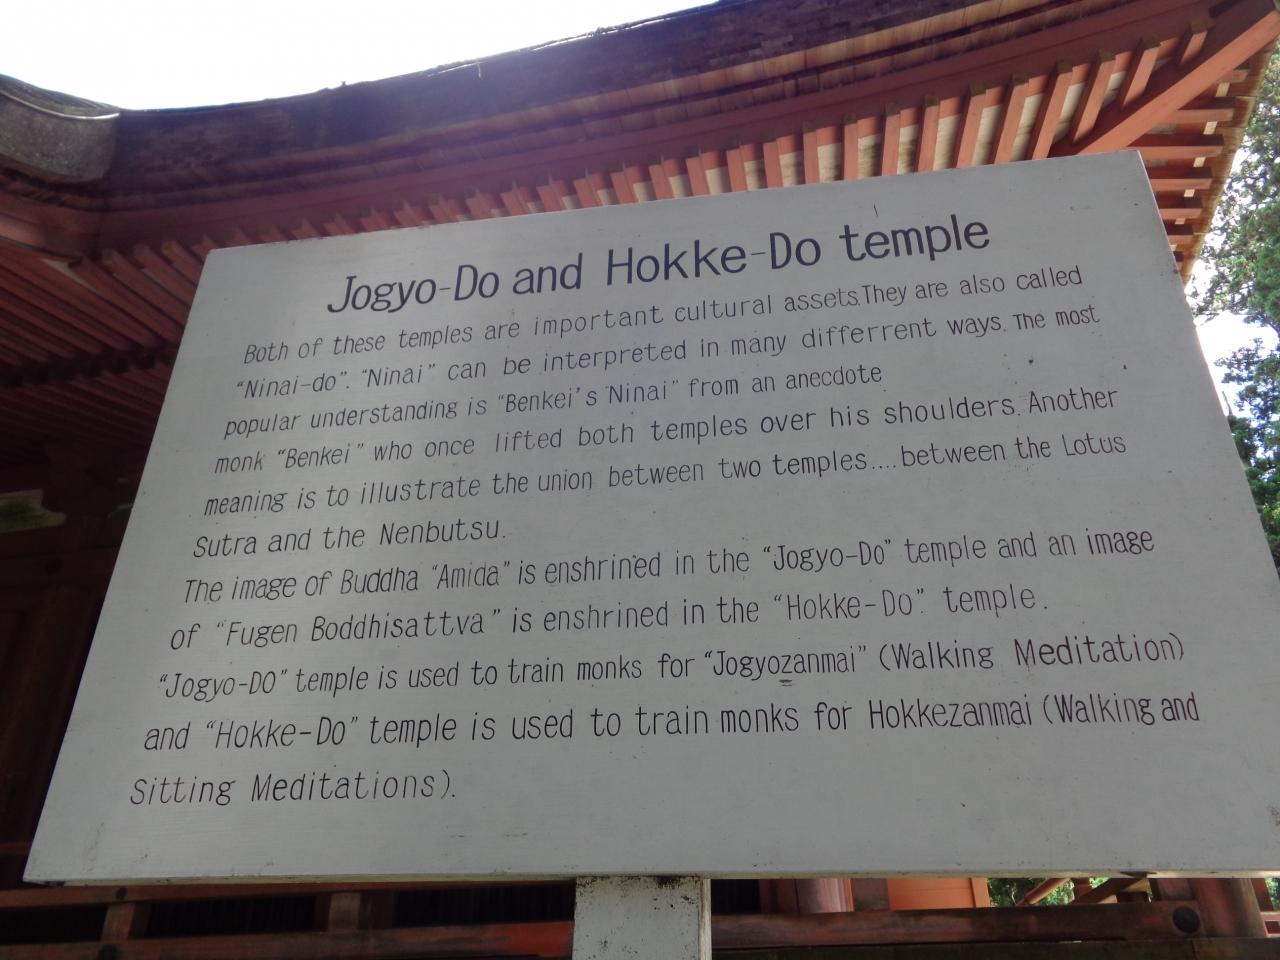 Jogyo-Do and Hokke-Do temple
Both of these temples are important cultural assets.They are also called
"Ninai-do". "Ninai" can be interpreted in many differrent ways. The most
popular understanding is "Benkei's "Ninai" from an anecdote
monk "Benkei" who once lifted both temples over his shoulders. Another
meaning is to illustrate the union between two temples....between the Lotus
Sutra and the Nenbutsu.
The image of Buddha "Amida" is enshrined in the "Jogyo-Do" temple and an image
of "Fugen Boddhisattva" is enshrined in the "Hokke-Do". temple.
"Jogyo-DO" temple is used to train monks for "Jogyozanmai" (Walking Meditation)
and "Hokke-Do" temple is used to train monks for Hokkezanmai (Walking and
Sitting Meditations).